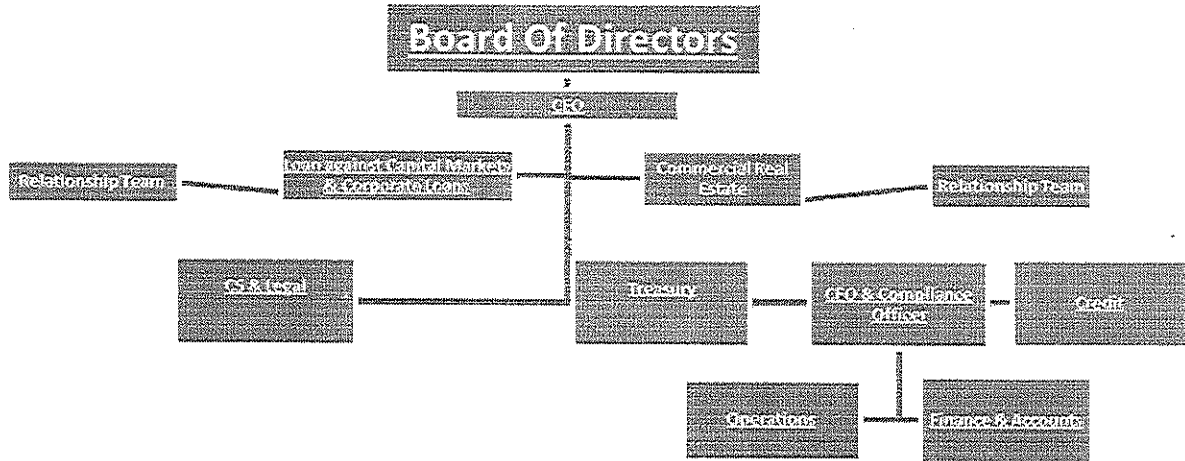 Board Of Directors
CEO
Relationship Team
Loan against Capital Markets
& Corporate Loans
Commercial Real
Estate
Relationship Team
CS & Legal
Treasury
CFO & Compliance
Officer
Credit
Operations
Finance & Accounts